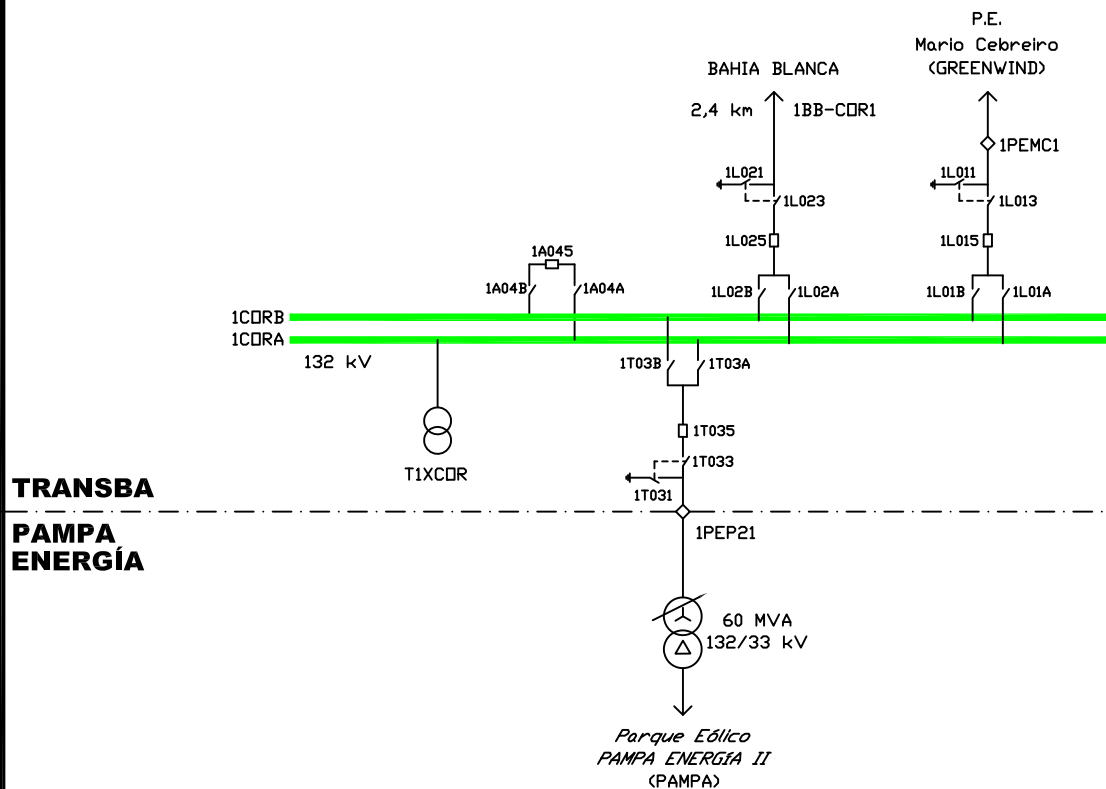 P.E.
Mario Cebreiro
(GREENWIND)
BAHIA BLANCA
2,4 km
1BB-COR1
1PEMC1
1L021
1L011
1L023
1L013
1L025
1L015
1A045
1A04B
1A04A
1L02B
1L02A
1L01B
1L01A
1CORB
1CORA
132 kV
1T03B
1T03A
1T035
T1XCOR
1T033
1T031
TRANSBA
PAMPA
ENERGÍA
1PEP21
60 MVA
132/33 kV
Parque Eólico
PAMPA ENERGíA II
(PAMPA)